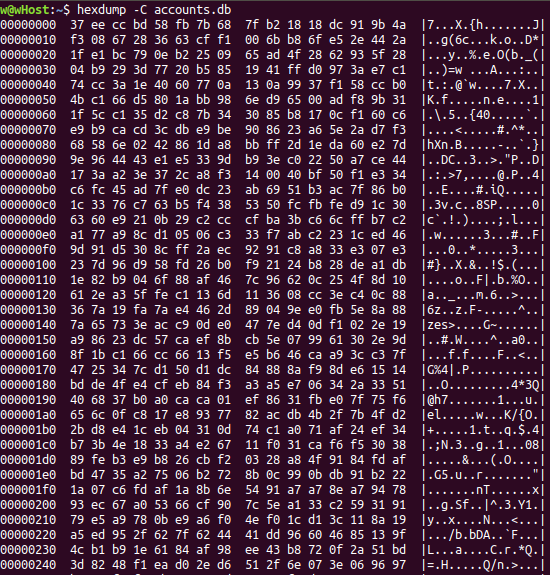 w@wHost:~$ hexdump -C accounts.db
00000000  37 ee cc bd 58 fb 7b 68  7f b2 18 18 dc 91 9b 4a  |7...X.{h.......J|
00000010  f3 08 67 28 36 63 cf f1  00 6b b8 6f e5 2e 44 2a  |..g(6c...k.o..D*|
00000020  1f e1 bc 79 0e b2 25 09  65 ad 4f 28 62 93 5f 28  |...y..%.e.O(b._(|
00000030  04 b9 29 3d 77 20 b5 85  19 41 ff d0 97 3a e7 c1  |..)=w ...A...:..|
00000040  74 cc 3a 1e 40 60 77 0a  13 0a 99 37 f1 58 cc b0  |t.:.@`w....7.X..|
00000050  4b c1 66 d5 80 1a bb 98  6e d9 65 00 ad f8 9b 31  |K.f.....n.e....1|
00000060  1f 5c c1 35 d2 c8 7b 34  30 85 b8 17 0c f1 60 c6  |.\.5..{40.....`.|
00000070  e9 b9 ca cd 3c db e9 be  90 86 23 a6 5e 2a d7 f3  |....<.....#.^*..|
00000080  68 58 6e 02 42 86 1d a8  bb ff 2d 1e da 60 e2 7d  |hXn.B.....-..`.}|
00000090  9e 96 44 43 e1 e5 33 9d  b9 3e c0 22 50 a7 ce 44  |..DC..3..>."P..D|
000000a0  17 3a a2 3e 37 2c a8 f3  14 00 40 bf 50 f1 e3 34  |.:.>7,....@.P..4|
000000b0  c6 fc 45 ad 7f e0 dc 23  ab 69 51 b3 ac 7f 86 b0  |..E....#.iQ.....|
000000c0  1c 33 76 c7 63 b5 f4 38  53 50 fc fb fe d9 1c 30  |.3v.c..8SP.....0|
000000d0  63 60 e9 21 0b 29 c2 cc  cf ba 3b c6 6c ff b7 c2  |c`.!.)....;.l...|
000000e0  a1 77 a9 8c d1 05 06 c3  33 f7 ab c2 23 1c ed 46  |.w......3...#..F|
000000f0  9d 91 d5 30 8c ff 2a ec  92 91 c8 a8 33 e3 07 e3  |...0..*.....3...|
00000100  23 7d 96 d9 58 fd 26 b0  f9 21 24 b8 28 de a1 db  |#}..X.&..!$.(...|
00000110  1e 82 b9 04 6f 88 af 46  7c 96 62 0c 25 4f 8d 10  |....o..F|.b.%O..|
00000120  61 2e a3 5f fe c1 13 6d  11 36 08 cc 3e c4 0c 88  |a.._...m.6..>...|
00000130  36 7a 19 fa 7a e4 46 2d  89 04 9e e0 fb 5e 8a 88  |6z..z.F-.....^..|
00000140  7a 65 73 3e ac c9 0d e0  47 7e d4 0d f1 02 2e 19  |zes>....G~......|
00000150  a9 86 23 dc 57 ca ef 8b  cb 5e 07 99 61 30 2e 9d  |..#.W....^..a0..|
00000160  8f 1b c1 66 cc 66 13 f5  e5 b6 46 ca a9 3c c3 7f  |...f.f....F..<..|
00000170  47 25 34 7c d1 50 d1 dc  84 88 8a f9 8d e6 15 14  |G%4|.P..........|
00000180  bd de 4f e4 cf eb 84 f3  a3 a5 e7 06 34 2a 33 51  |..O.........4*3Q|
00000190  40 68 37 b0 a0 ca ca 01  ef 86 31 fb e0 7f 75 f6  |@h7.......1...u.|
000001a0  65 6c 0f c8 17 e8 93 77  82 ac db 4b 2f 7b 4f d2  |el.....w...K/{O.|
000001b0  2b d8 e4 1c eb 04 31 0d  74 c1 a0 71 af 24 ef 34  |+.....1.t..q.$.4|
000001c0  b7 3b 4e 18 33 a4 e2 67  11 f0 31 ca f6 f5 30 38  |.;N.3..g..1...08|
000001d0  89 fe b3 e9 b8 26 cb f2  03 28 a8 4f 91 84 fd af  |.....&...(.O....|
000001e0  bd 47 35 a2 75 06 b2 72  8b 0c 99 0b db 91 b2 22  |.G5.u..r......."|
000001f0  1a 07 c6 fd af 1a 8b 6e  54 91 a7 a7 8e a7 94 78  |.......nT......x|
00000200  93 ec 67 a0 53 66 cf 90  7c 5e a1 33 c2 59 31 91  |..g.Sf..|^.3.Y1.|
00000210  79 e5 a9 78 0b e9 a6 f0  4e f0 1c d1 3c 11 8a 19  |y..x....N...<...|
00000220  a5 ed 95 2f 62 7f 62 44  41 dd 96 60 46 85 13 9f  |.../b.bDA..`F...|
00000230  4c b1 b9 1e 61 84 af 98  ee 43 b8 72 0f 2a 51 bd  |L...a....C.r.*Q.|
00000240  3d 82 48 f1 ea d0 2e d6  51 2f 6e 07 3e 06 96 97  |=.H.....Q/n.>...|